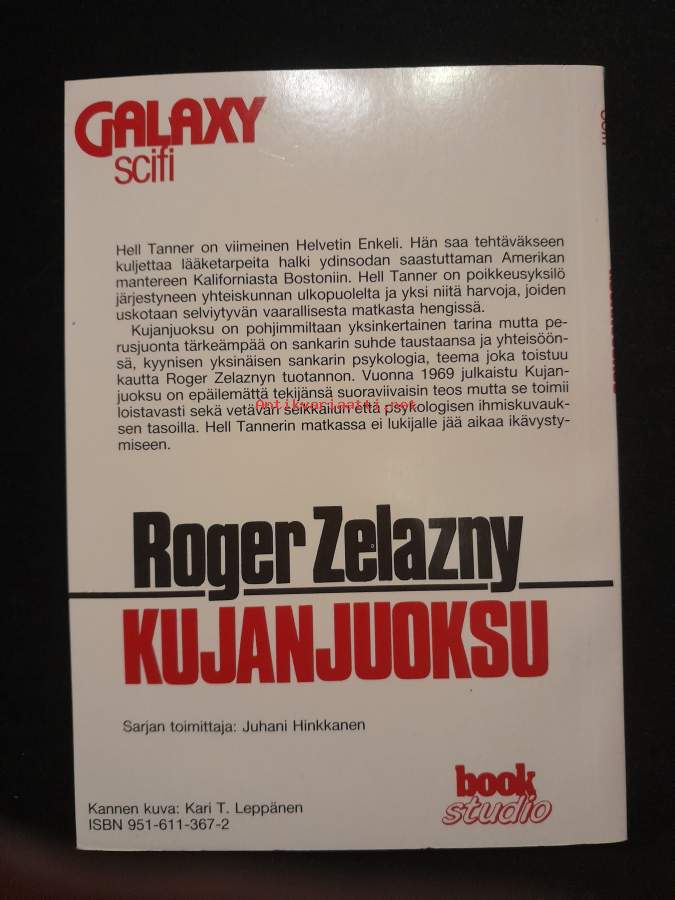 GALAXY
scifi
Hell Tanner on viimeinen Helvetin Enkeli. Hän saa tehtäväkseen
kuljettaa lääketarpeita halki ydinsodan saastuttaman Amerikan
mantereen Kaliforniasta Bostoniin. Hell Tanner on poikkeusyksilö
järjestyneen yhteiskunnan ulkopuolelta ja yksi niitä harvoja, joiden
uskotaan selviytyvän vaarallisesta matkasta hengissä.
Kujanjuoksu on pohjimmiltaan yksinkertainen tarina mutta pe-
rusjuonta tärkeämpää on sankarin suhde taustaansa ja yhteisöön-
sä, kyynisen yksinäisen sankarin psykologia, teema joka toistuu
kautta Roger Zelaznyn tuotannon. Vuonna 1969 julkaistu Kujan-
juoksu on epäilemättä tekijänsä suoraviivaisin teos mutta se toimii
loistavasti sekä vetävän seikkailun että psykologisen ihmiskuvauk-
sen tasoilla. Hell Tannerin matkassa ei lukijalle jää aikaa ikävysty-
miseen.
Antikvariaatti.net
Roger Zelazny
KUJANJUOKSU
Sarjan toimittaja: Juhani Hinkkanen
book
studio
Kannen kuva: Kari T. Leppänen
ISBN 951-611-367-2